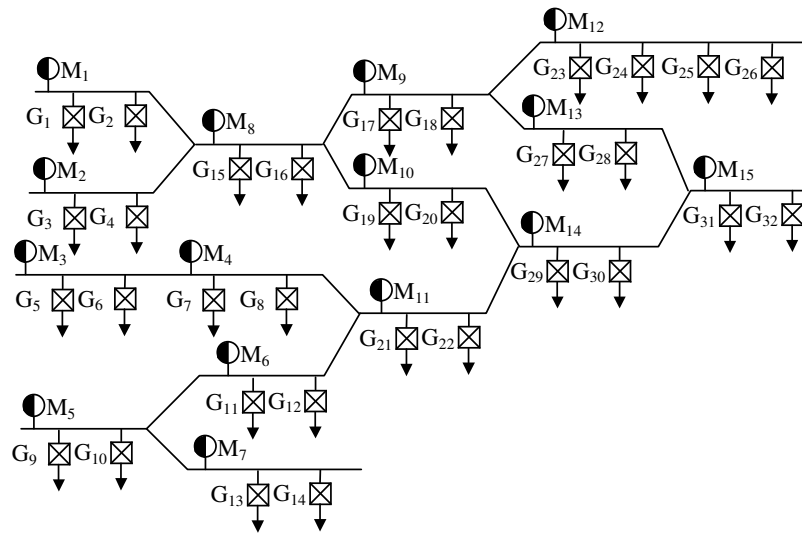 M₁₂
M₁
M₉
G₂₃ G₂₄ G₂₅ G₂₆
G₁ G₂
M₈
G₁₇ G₁₈
M₁₃
M₂
G₁₅ G₁₆
M₁₀
G₂₇ G₂₈
M₁₅
G₃ G₄
G₁₉ G₂₀
G₃₁ G₃₂
M₃ M₄
M₁₄
G₅ G₆ G₇ G₈
M₁₁
G₂₉ G₃₀
G₂₁ G₂₂
M₆
G₁₁ G₁₂
M₅
G₉ G₁₀
M₇
G₁₃ G₁₄